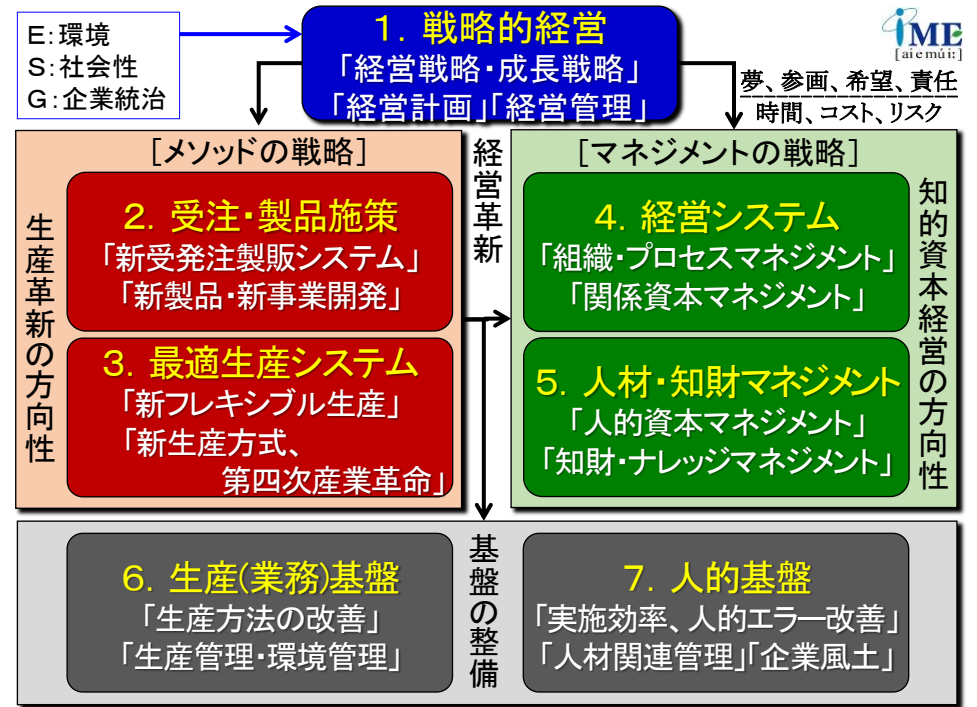 E:環境
S:社会性
G:企業統治
1. 戦略的経営
「経営戦略・成長戦略」
「経営計画」「経営管理」
iME
[ai emúiː]
夢、参画、希望、責任
時間、コスト、リスク
[メソッドの戦略]
生産革新の方向性
2. 受注・製品施策
「新受発注製販システム」
「新製品・新事業開発」
3. 最適生産システム
「新フレキシブル生産」
「新生産方式、
第四次産業革命」
経営革新
[マネジメントの戦略]
4. 経営システム
「組織・プロセスマネジメント」
「関係資本マネジメント」
5. 人材・知財マネジメント
「人的資本マネジメント」
「知財・ナレッジマネジメント」
知的資本経営の方向性
6. 生産(業務)基盤
「生産方法の改善」
「生産管理・環境管理」
基盤の整備
7. 人的基盤
「実施効率、人的エラー改善」
「人材関連管理」「企業風土」